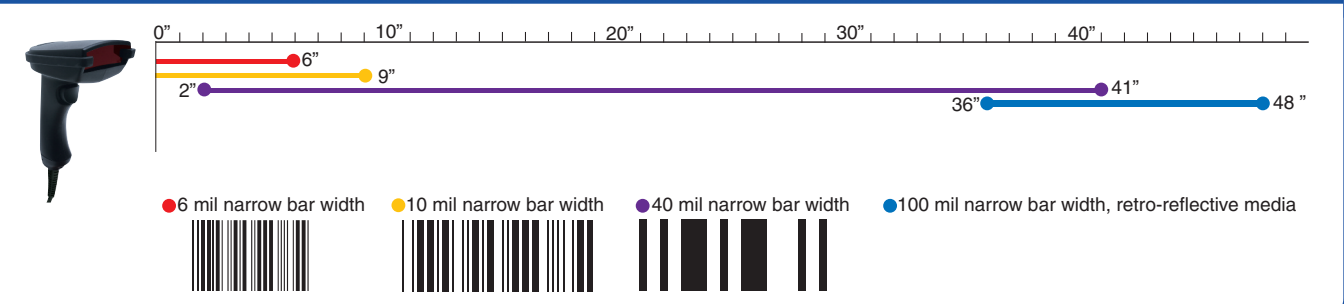 0” 10” 20” 30” 40”
6”
9”
2” 41”
36” 48 ”
6 mil narrow bar width 10 mil narrow bar width 40 mil narrow bar width 100 mil narrow bar width, retro-reflective media